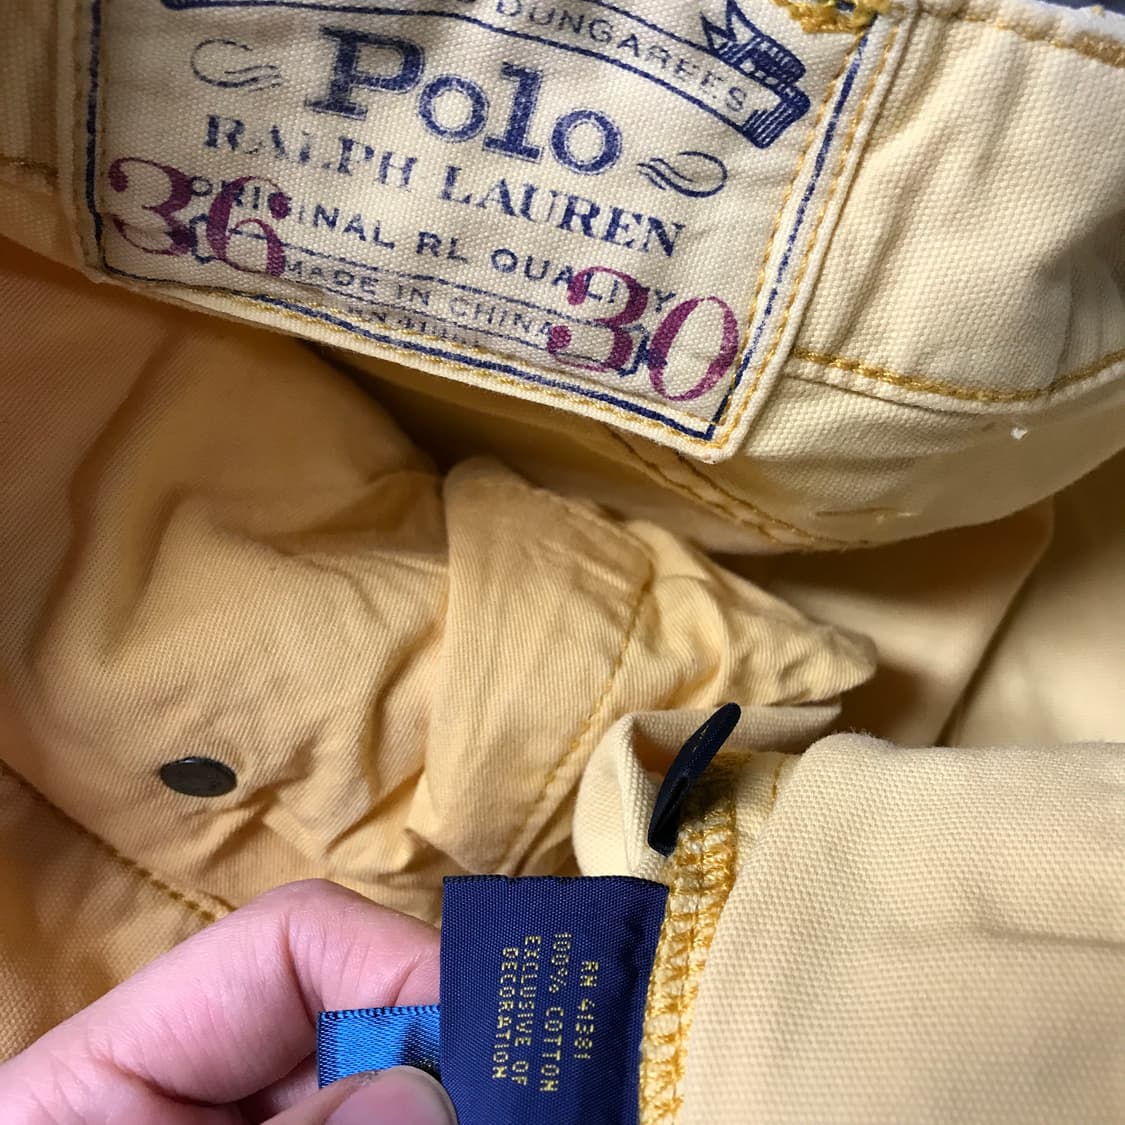 DUNGAREES
Polo
RALPH LAUREN
ORIGINAL RL QUALITY
MADE IN CHINA
36
30
RN 41381
100% COTTON
EXCLUSIVE OF
DECORATION